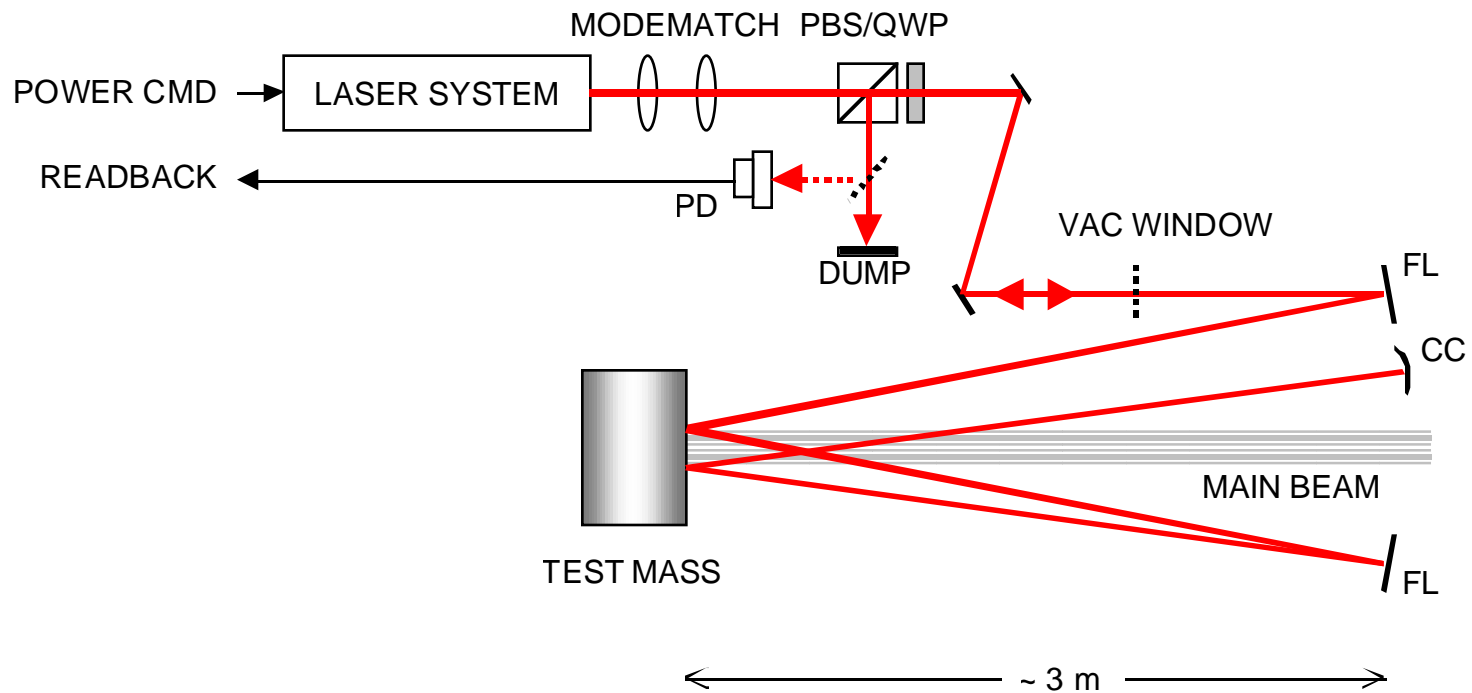 MODEMATCH PBS/QWP
POWER CMD
LASER SYSTEM
READBACK
PD
VAC WINDOW
DUMP
FL
CC
MAIN BEAM
TEST MASS
FL
~ 3 m